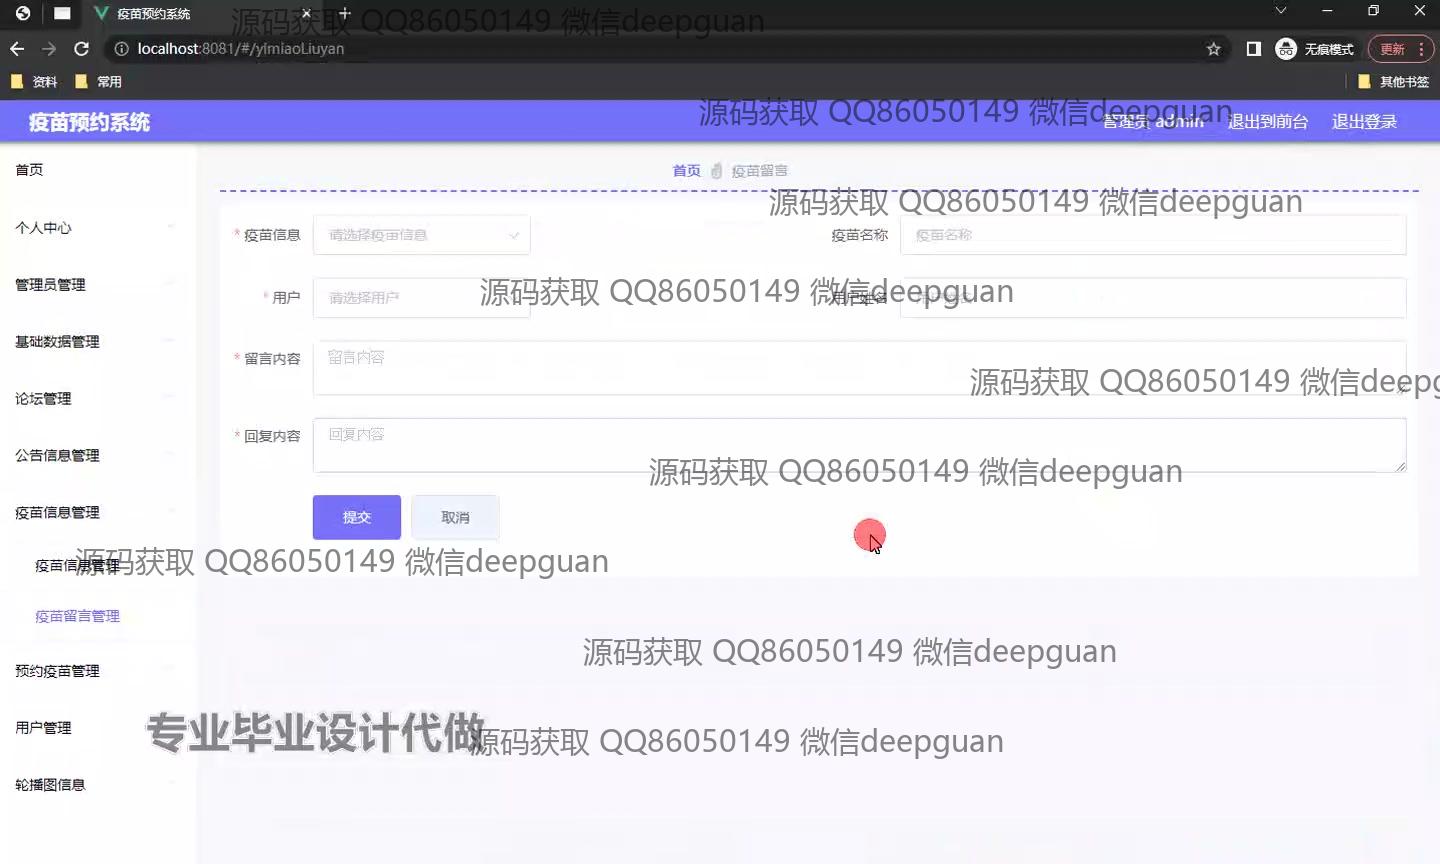 疫苗预约系统
localhost:8081/#/yimiaoLiuyan
无痕模式
更新
资料
常用
其他书签
源码获取 QQ86050149 微信deepguan
疫苗预约系统
管理员 admin
退出到前台
退出登录
源码获取 QQ86050149 微信deepguan
首页
个人中心
管理员管理
基础数据管理
论坛管理
公告信息管理
疫苗信息管理
疫苗信息管理
疫苗留言管理
预约疫苗管理
用户管理
轮播图信息
首页 疫苗留言
源码获取 QQ86050149 微信deepguan
* 疫苗信息 请选择疫苗信息
疫苗名称 疫苗名称
* 用户 请选择用户
用户姓名
源码获取 QQ86050149 微信deepguan
* 留言内容 留言内容
源码获取 QQ86050149 微信deepg
* 回复内容 回复内容
源码获取 QQ86050149 微信deepguan
提交 取消
源码获取 QQ86050149 微信deepguan
源码获取 QQ86050149 微信deepguan
专业毕业设计代做
源码获取 QQ86050149 微信deepguan